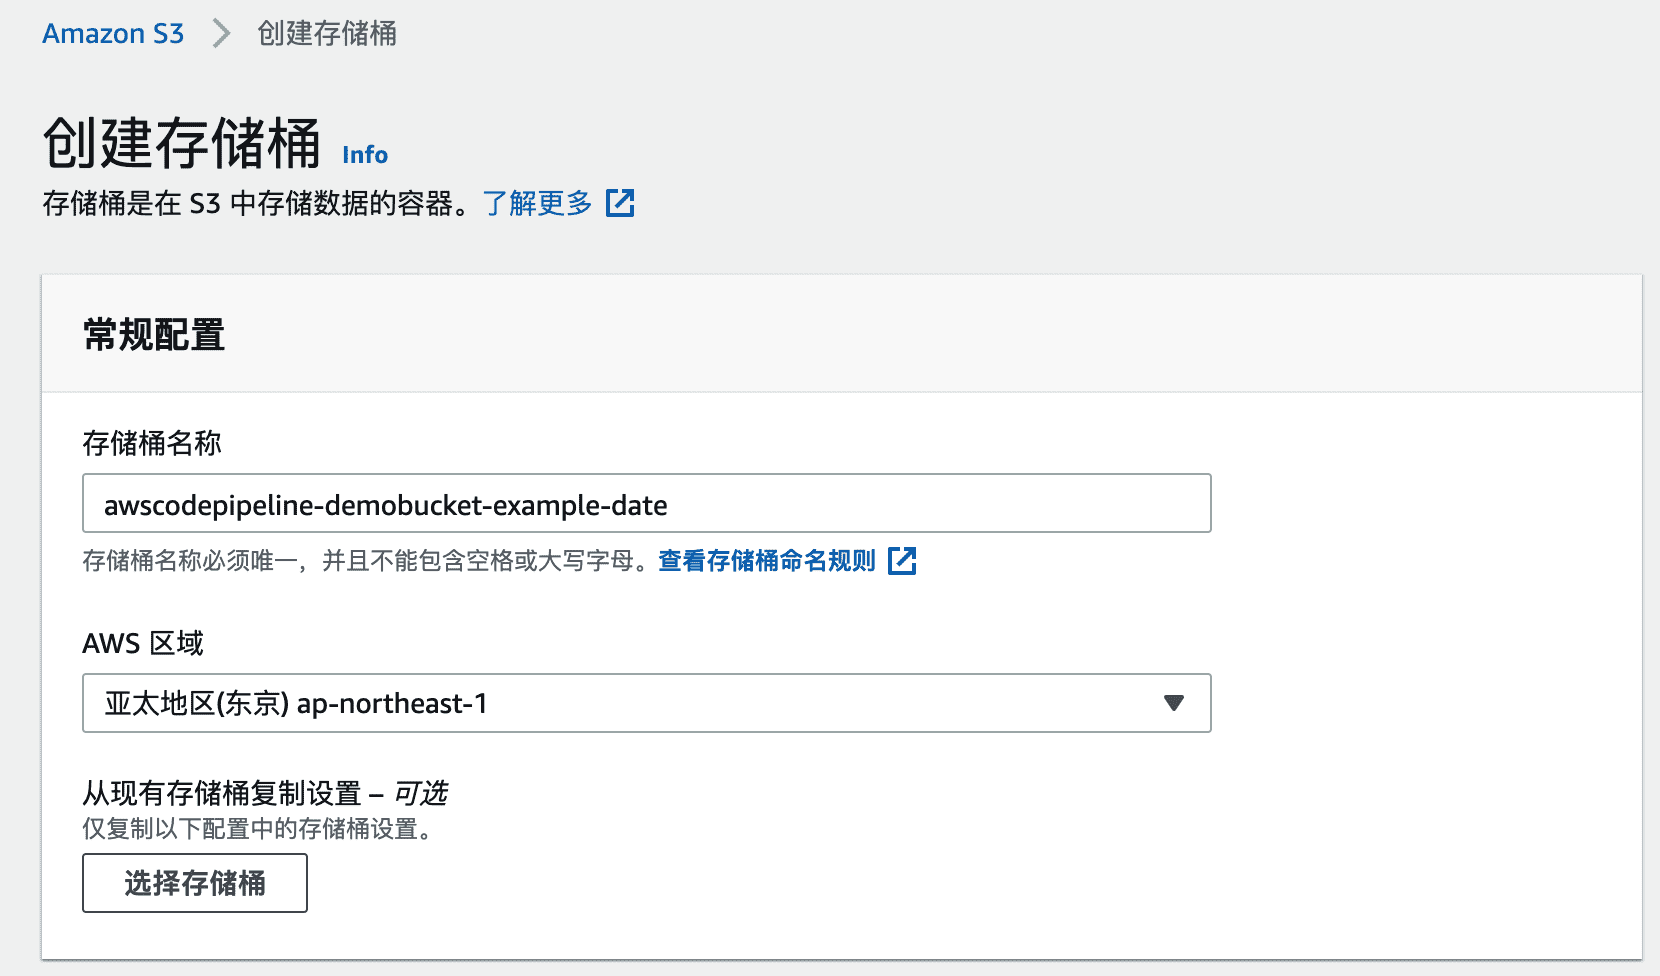 Amazon S3 > 创建存储桶
创建存储桶 Info
存储桶是在 S3 中存储数据的容器。了解更多
常规配置
存储桶名称
awscodepipeline-demobucket-example-date
存储桶名称必须唯一，并且不能包含空格或大写字母。查看存储桶命名规则
AWS 区域
亚太地区(东京) ap-northeast-1
从现有存储桶复制设置 – 可选
仅复制以下配置中的存储桶设置。
选择存储桶